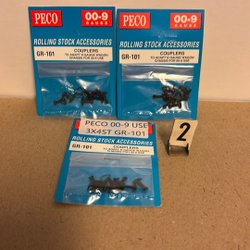 PECO
00-9
GAUGE
ROLLING STOCK ACCESSORIES
COUPLERS
GR-101
PECO
00-9
GAUGE
ROLLING STOCK ACCESSORIES
COUPLERS
GR-101
PECO 00-9 USE
3X4ST GR-101
ROLLING STOCK ACCESSORIES
GR-101
COUPLERS
2